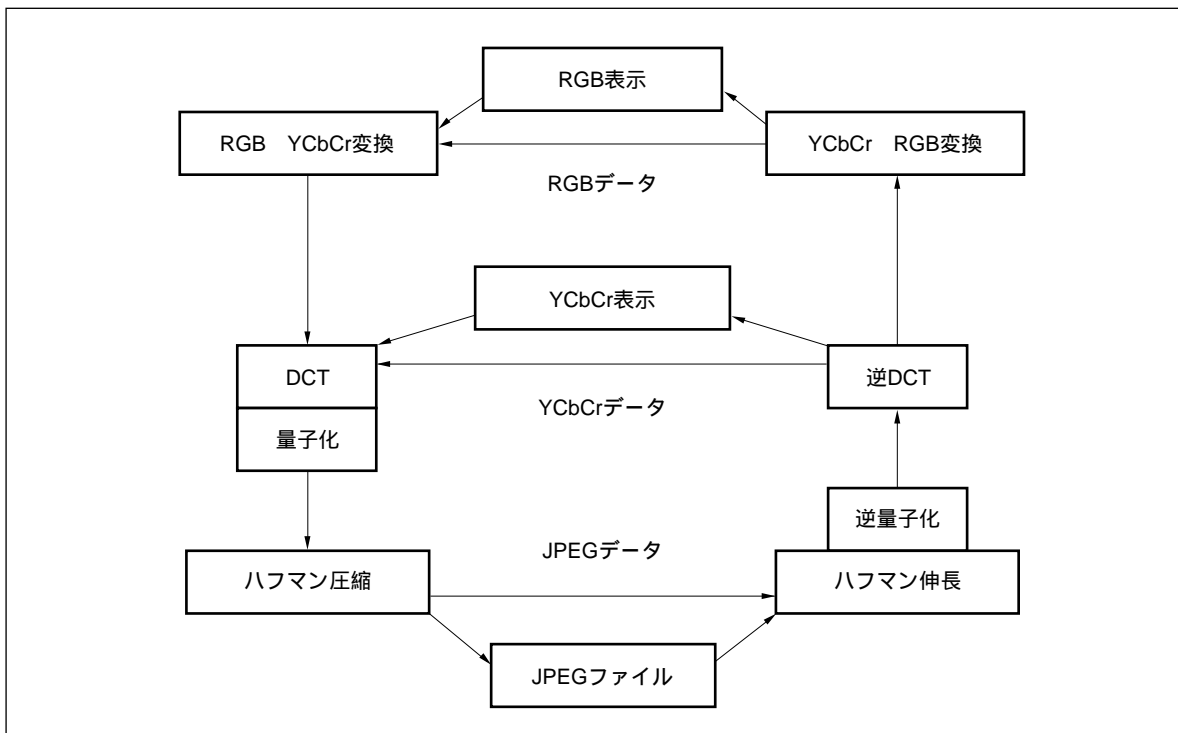 RGB表示
RGB　YCbCr変換
YCbCr　RGB変換
RGBデータ
YCbCr表示
DCT
逆DCT
YCbCrデータ
量子化
逆量子化
JPEGデータ
ハフマン圧縮
ハフマン伸長
JPEGファイル